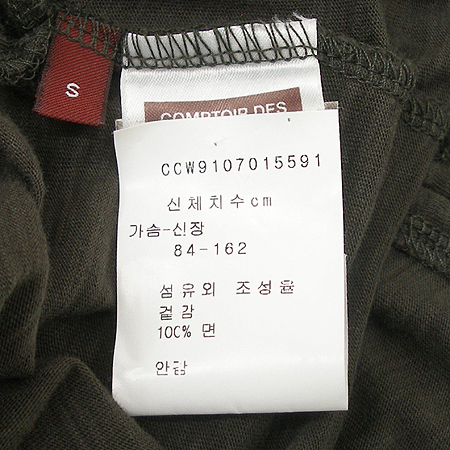 S
COMPTOIR DES
CCW9107015591
신체치수cm
가슴-신장
84-162
섬유외 조성율
겉감
100% 면
안감